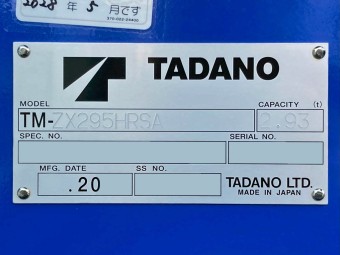 2028 年 5 月です
TADANO
MODEL CAPACITY (t)
TM-ZX295HRSA 2.93
SPEC. NO. SERIAL NO.
MFG. DATE SS NO.
.20
TADANO LTD.
MADE IN JAPAN